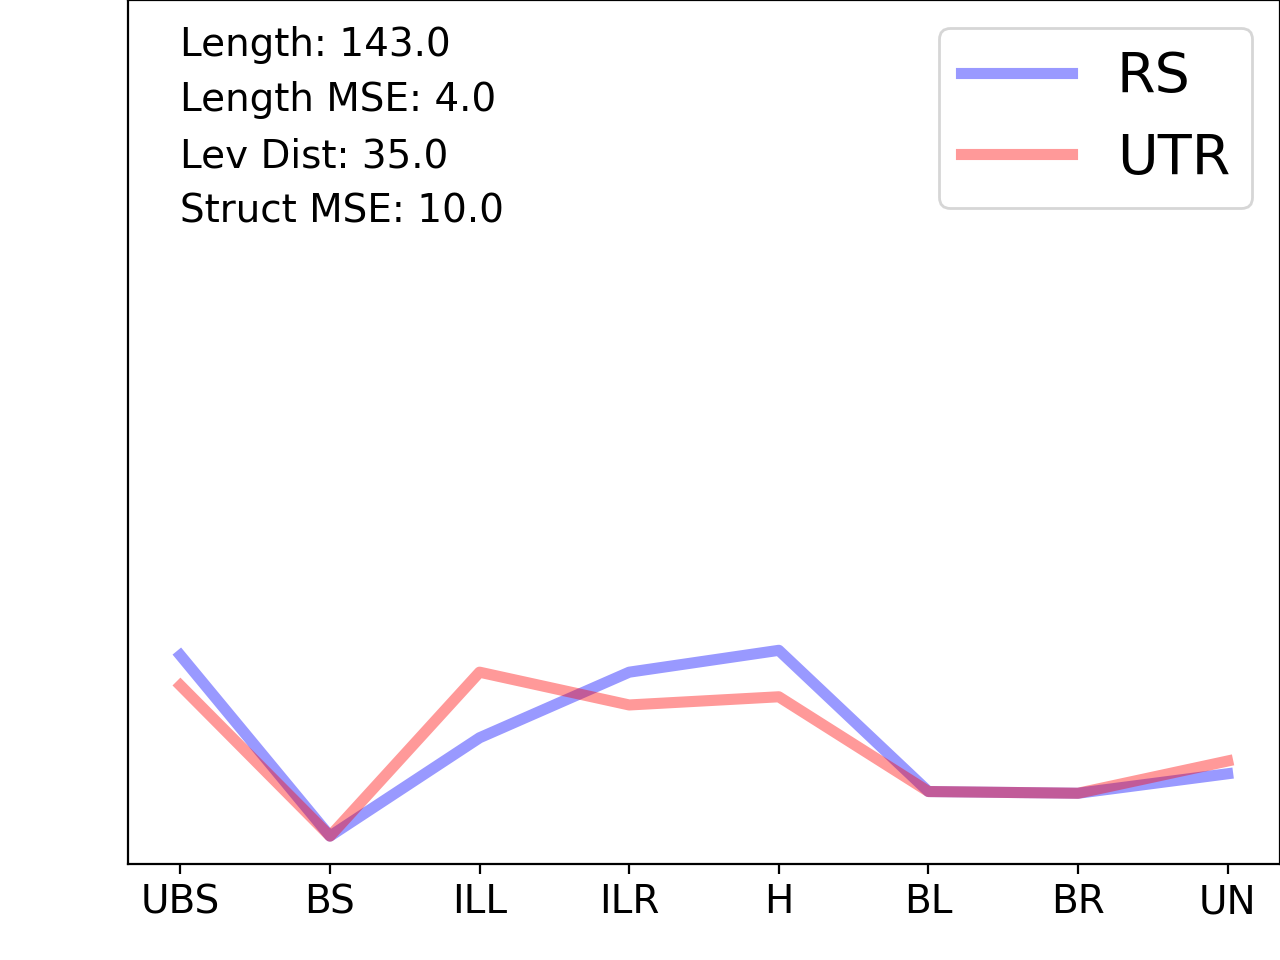 Length: 143.0
Length MSE: 4.0
Lev Dist: 35.0
Struct MSE: 10.0
RS
UTR
UBS BS ILL ILR H BL BR UN